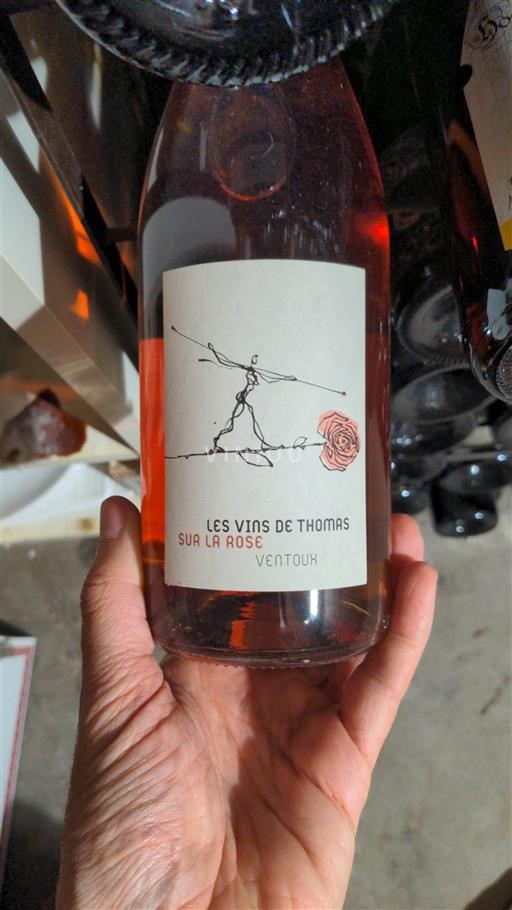 LES VINS DE THOMAS
SUR LA ROSE
VENTOUX